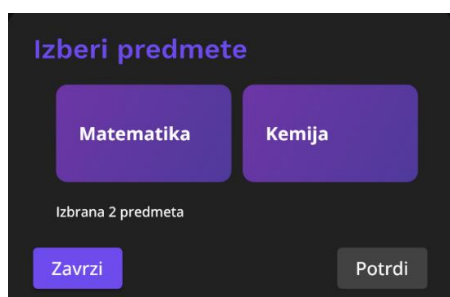 Izberi predmete
Matematika
Kemija
Izbrana 2 predmeta
Zavrzi
Potrdi